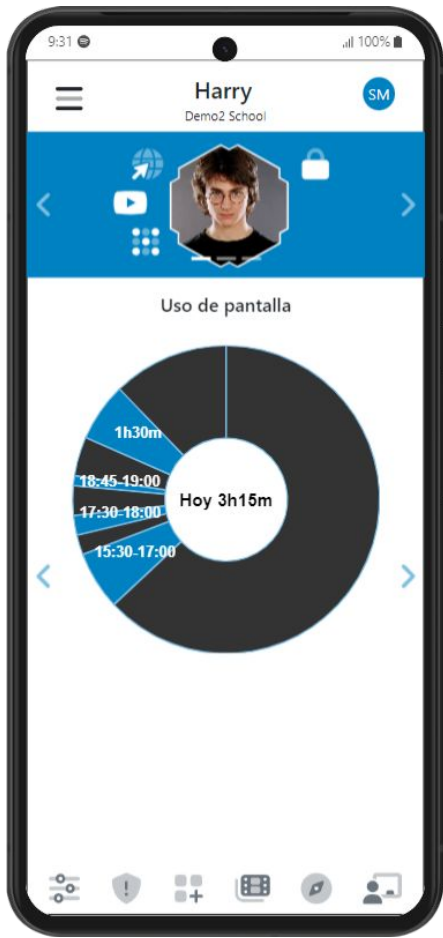 9:31 100%
Harry
SM
Demo2 School
Uso de pantalla
1h30m
18:45-19:00
Hoy 3h15m
17:30-18:00
15:30-17:00